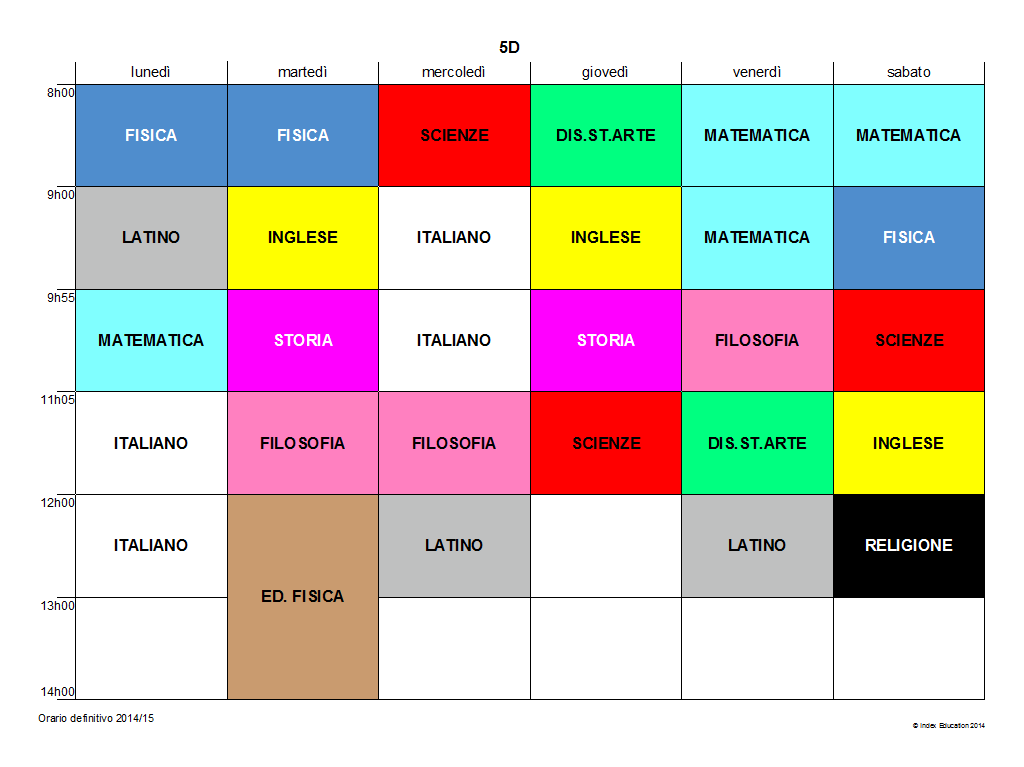 5D
lunedì martedì mercoledì giovedì venerdì sabato
8h00
FISICA FISICA SCIENZE DIS.ST.ARTE MATEMATICA MATEMATICA
9h00
LATINO INGLESE ITALIANO INGLESE MATEMATICA FISICA
9h55
MATEMATICA STORIA ITALIANO STORIA FILOSOFIA SCIENZE
11h05
ITALIANO FILOSOFIA FILOSOFIA SCIENZE DIS.ST.ARTE INGLESE
12h00
ITALIANO LATINO LATINO RELIGIONE
ED. FISICA
13h00
14h00
Orario definitivo 2014/15
© Index Education 2014